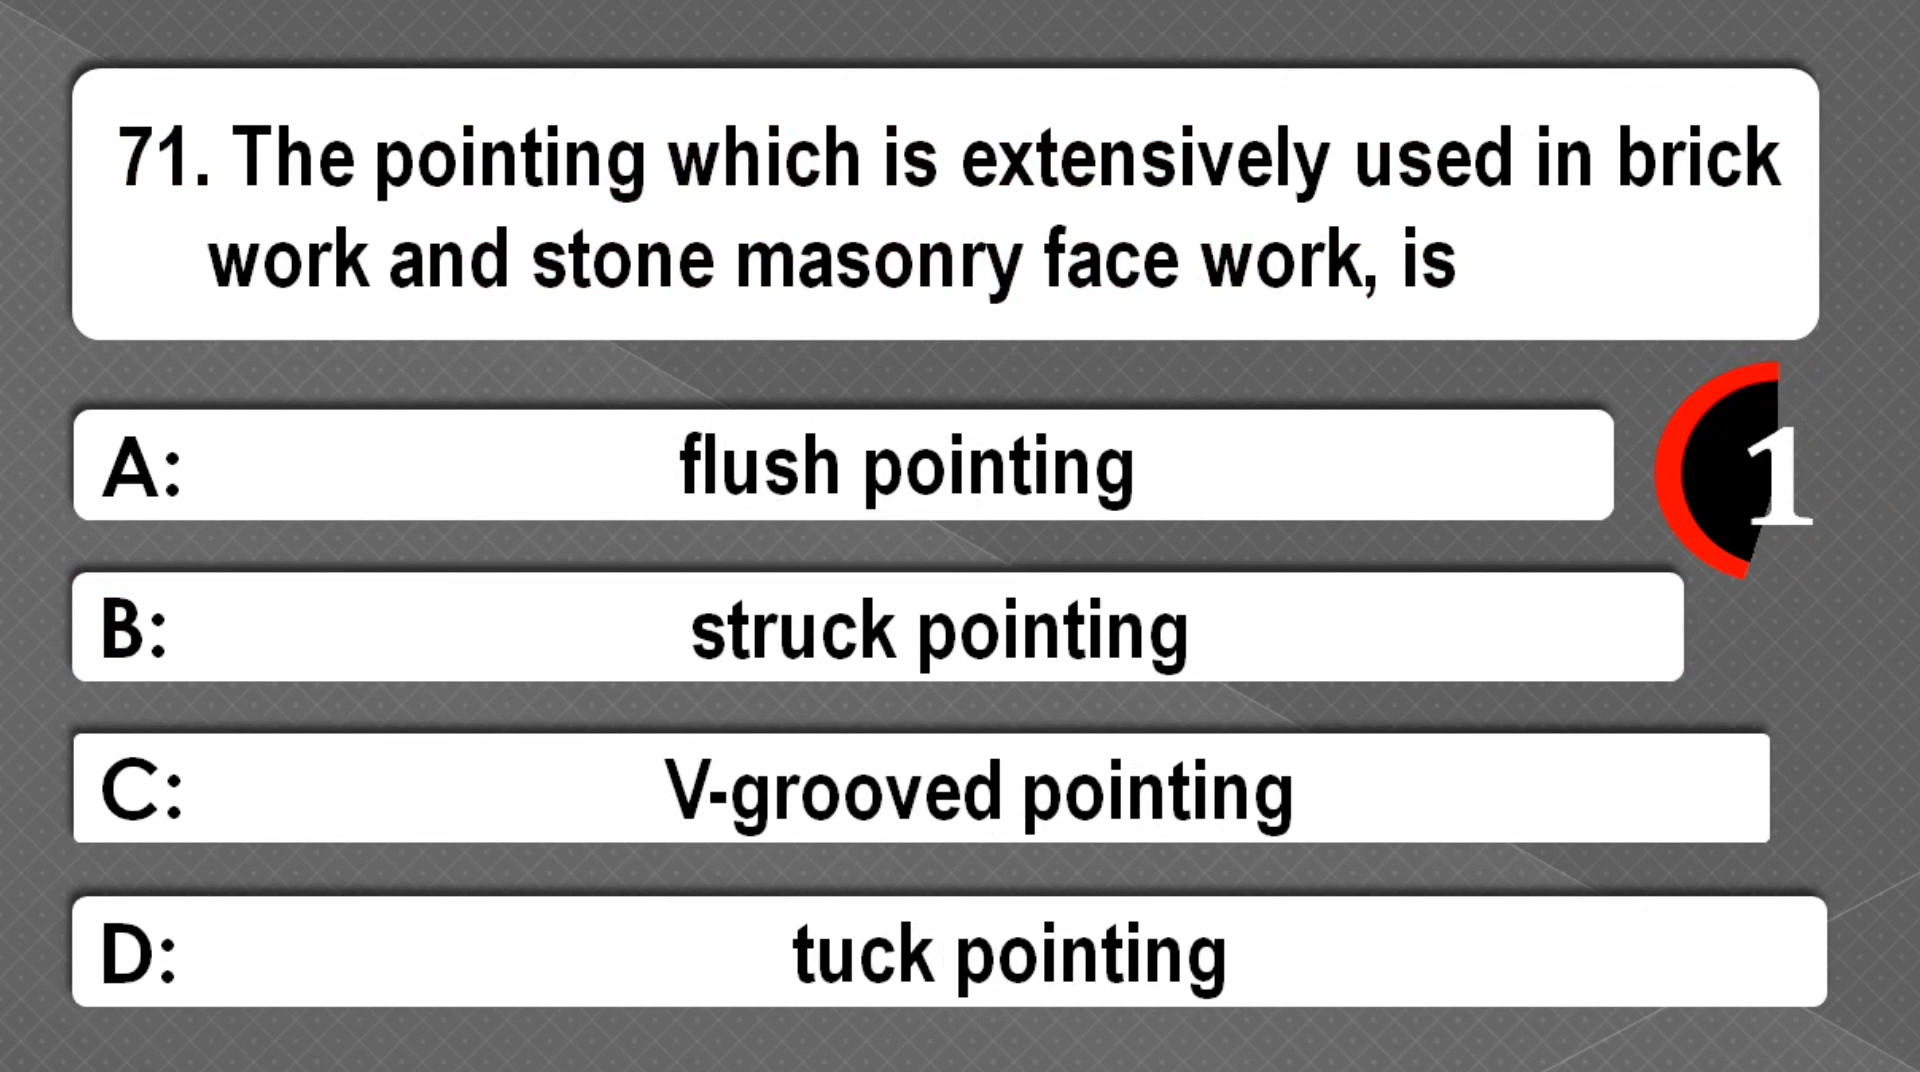 71. The pointing which is extensively used in brick
work and stone masonry face work, is
A: flush pointing
1
B: struck pointing
C: V-grooved pointing
D: tuck pointing